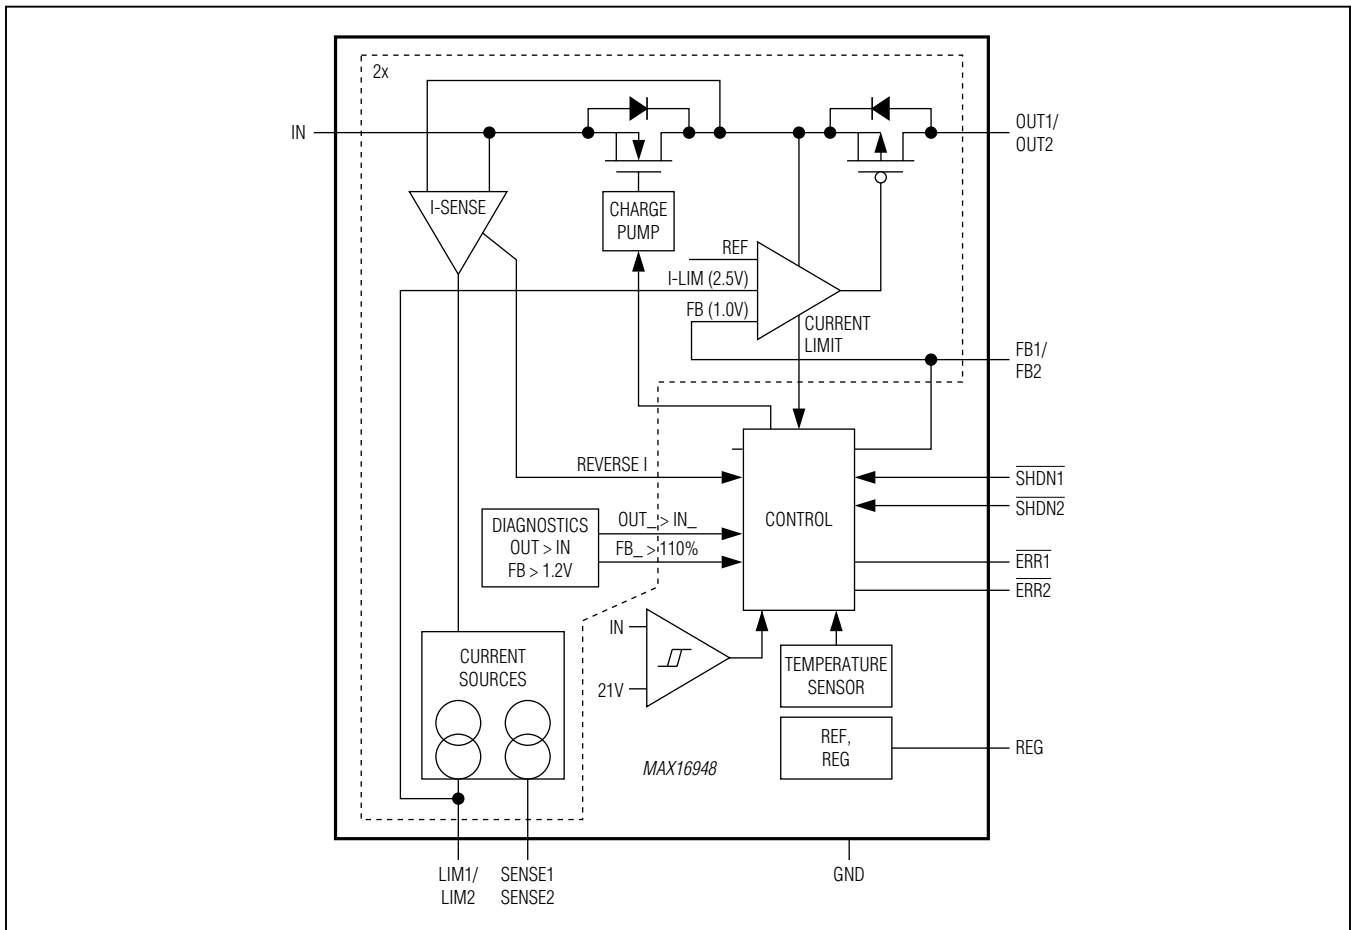 2x
IN
OUT1/
OUT2
I-SENSE
CHARGE
PUMP
REF
I-LIM (2.5V)
FB (1.0V)
CURRENT
LIMIT
FB1/
FB2
REVERSE I
SHDN1
SHDN2
CONTROL
DIAGNOSTICS
OUT > IN
FB > 1.2V
OUT_ > IN_
FB_ > 110%
ERR1
ERR2
IN
21V
CURRENT
SOURCES
TEMPERATURE
SENSOR
REF,
REG
REG
MAX16948
LIM1/
LIM2
SENSE1
SENSE2
GND